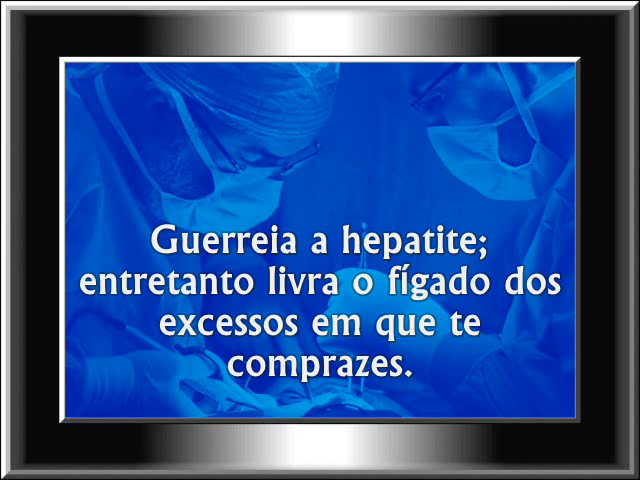 Guerreia a hepatite;
entretanto livra o fígado dos
excessos em que te
comprazes.